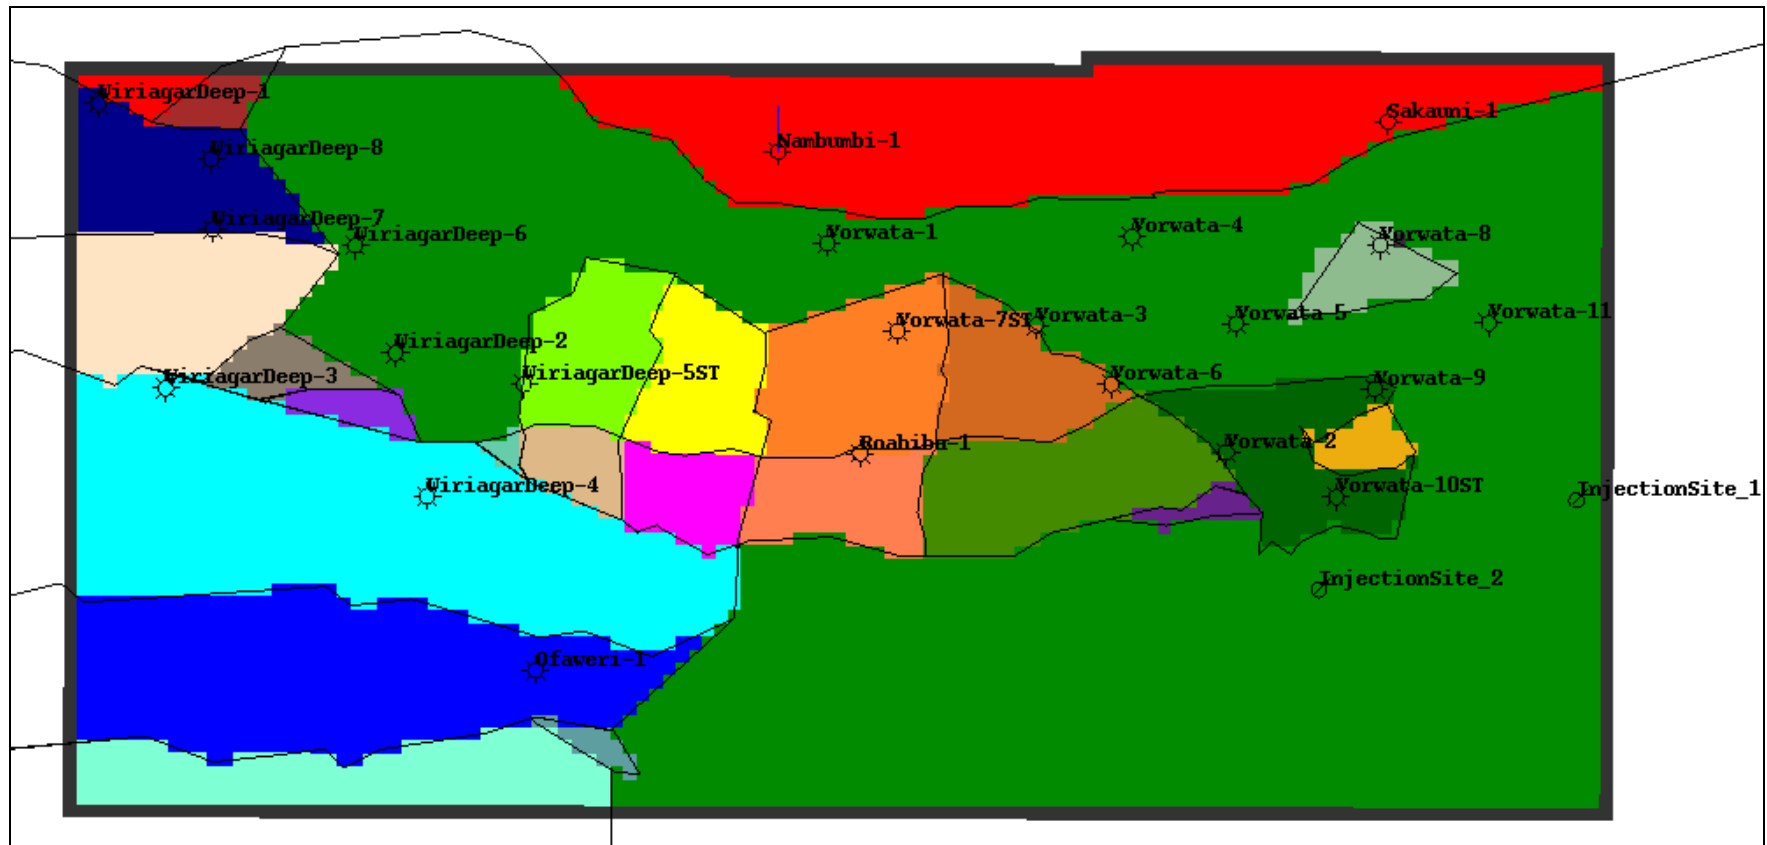 WiriagarDeep-1
Sakauni-1
Nambumbi-1
WiriagarDeep-8
WiriagarDeep-7
WiriagarDeep-6
Vorwata-1
Vorwata-4
Vorwata-8
Vorwata-7ST
Vorwata-3
Vorwata-5
Vorwata-11
WiriagarDeep-2
WiriagarDeep-3
WiriagarDeep-5ST
Vorwata-6
Vorwata-9
Roabiba-1
Vorwata-2
WiriagarDeep-4
Vorwata-10ST
InjectionSite_1
InjectionSite_2
Ofaweri-1